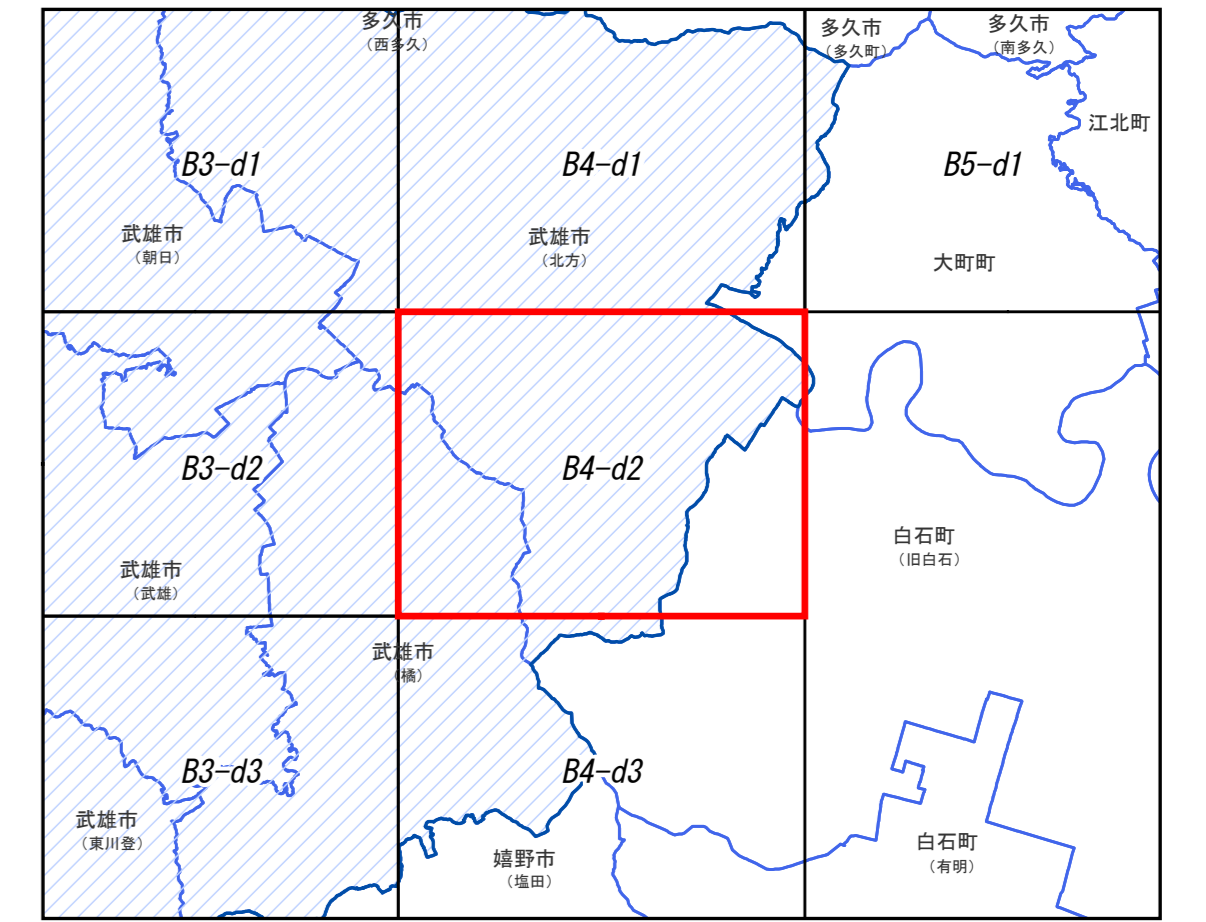 多久市
（西多久）
多久市
（多久町）
多久市
（南多久）
江北町
B3-d1
B4-d1
B5-d1
武雄市
（朝日）
武雄市
（北方）
大町町
B3-d2
B4-d2
白石町
（旧白石）
武雄市
（武雄）
武雄市
（橘）
B3-d3
B4-d3
武雄市
（東川登）
嬉野市
（塩田）
白石町
（有明）